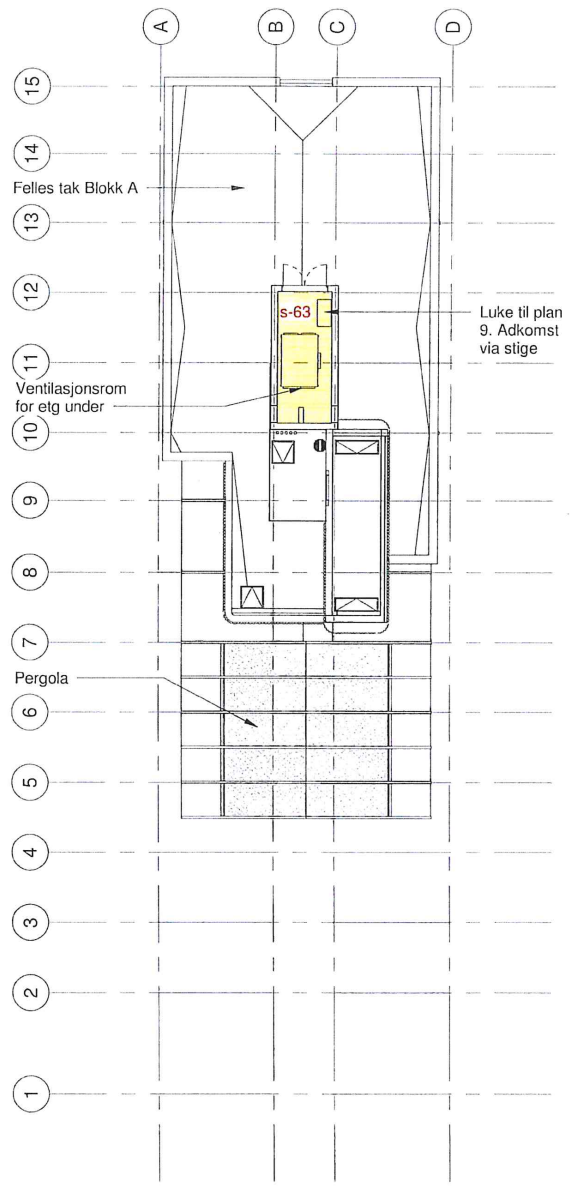 A
B
C
D
15
14
Felles tak Blokk A
13
12
s-63
Luke til plan
9. Adkomst
via stige
11
Ventilasjonsrom
for etg under
10
9
8
7
Pergola
6
5
4
3
2
1